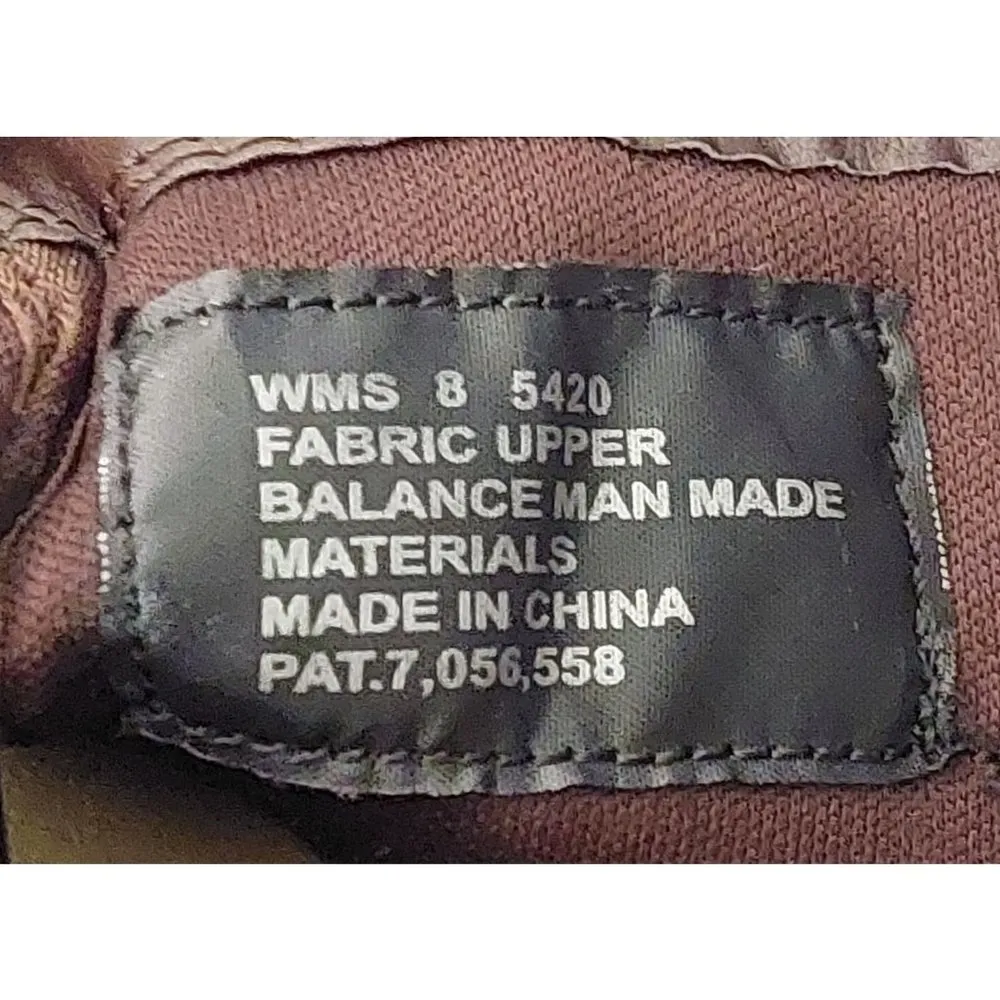 WMS 8 5420
FABRIC UPPER
BALANCE MAN MADE
MATERIALS
MADE IN CHINA
PAT.7,056,558